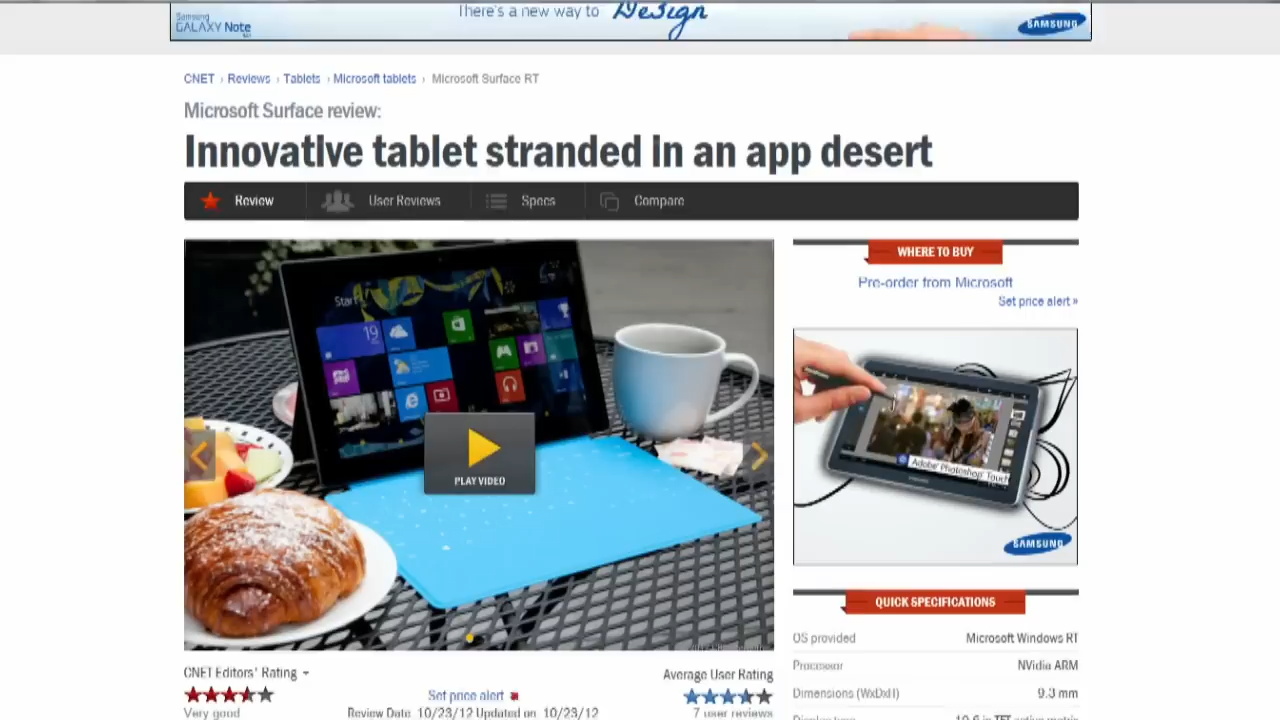 There's a new way to Design
Samsung
GALAXY Note
SAMSUNG
CNET › Reviews › Tablets › Microsoft tablets › Microsoft Surface RT
Microsoft Surface review:
Innovative tablet stranded in an app desert
Review
User Reviews
Specs
Compare
WHERE TO BUY
Pre-order from Microsoft
Set price alert »
Start
19
PLAY VIDEO
Adobe® Photoshop® Touch
SAMSUNG
QUICK SPECIFICATIONS
OS provided Microsoft Windows RT
Processor NVidia ARM
Dimensions (WxDxH) 9.3 mm
CNET Editors' Rating
Very good
Set price alert
Review Date 10/23/12 Updated on 10/23/12
Average User Rating
7 user reviews